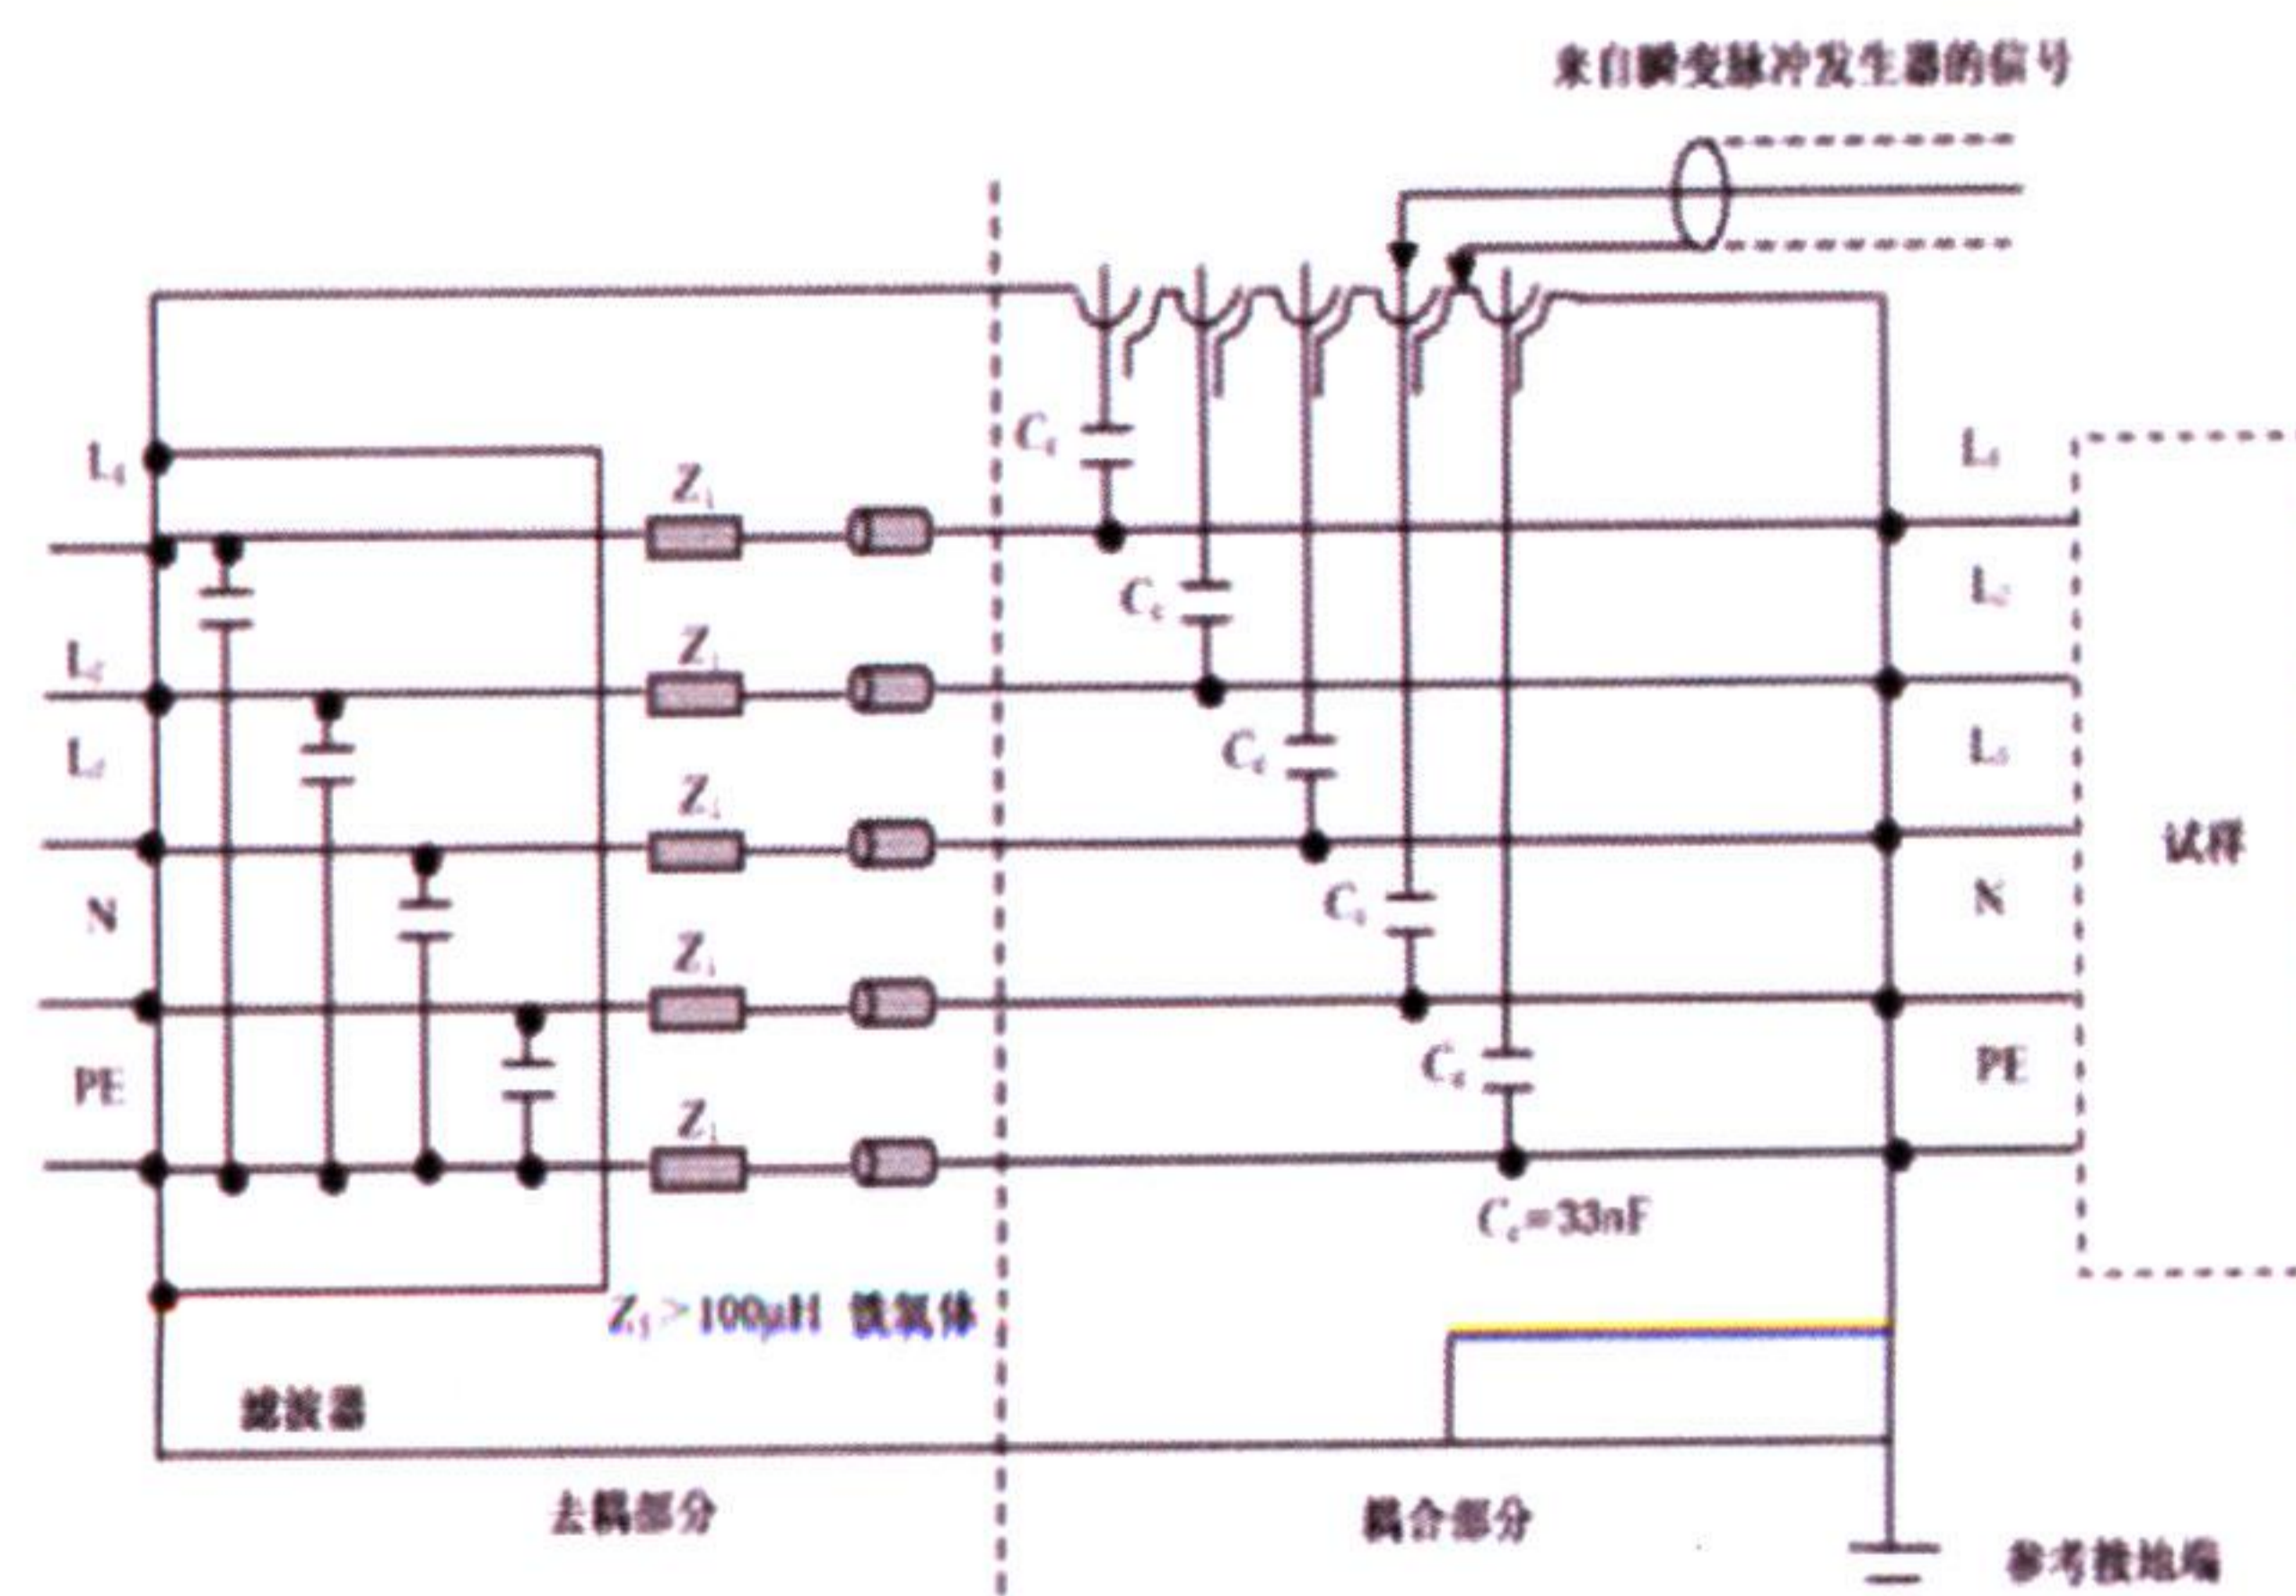 来自瞬变脉冲发生器的信号
L₁
Z₁
C_c
L₁
L₂
Z₁
C_c
L₂
L₃
Z₁
C_c
L₃
试样
N
Z₁
C_c
N
PE
Z₁
C_c
PE
C_c=33nF
Z₁>100μH 铁氧体
滤波器
去耦部分
耦合部分
参考接地端